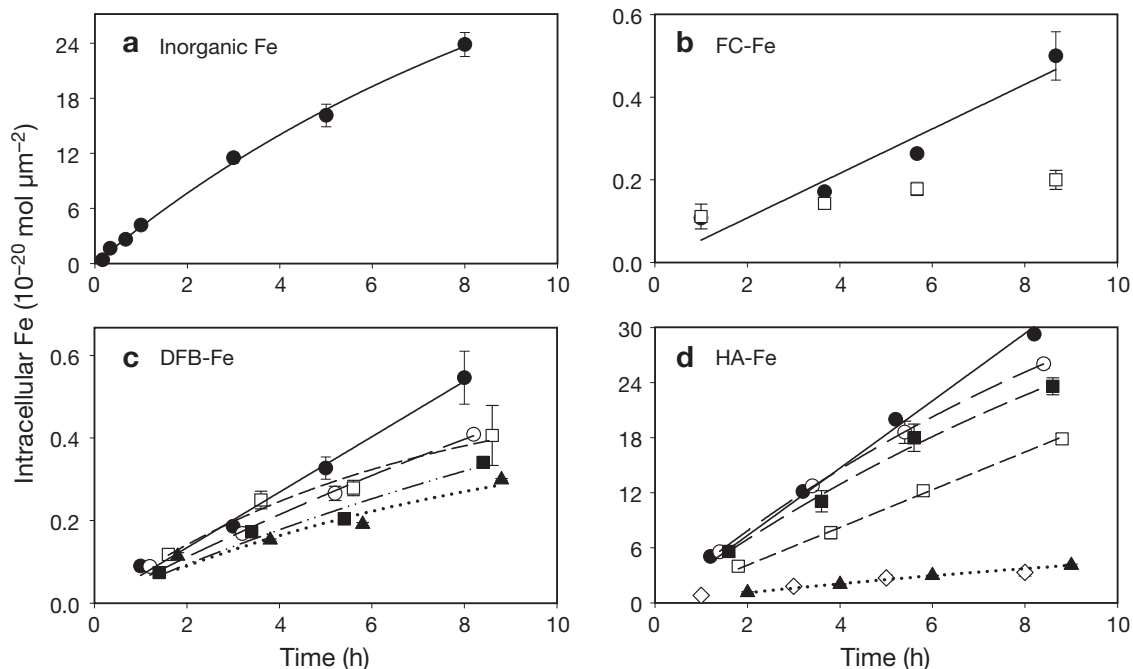 a Inorganic Fe
24
18
12
6
0
0 2 4 6 8 10
b FC-Fe
0.6
0.4
0.2
0.0
0 2 4 6 8 10
Intracellular Fe (10⁻²⁰ mol µm⁻²)
c DFB-Fe
0.6
0.4
0.2
0.0
0 2 4 6 8 10
Time (h)
d HA-Fe
30
24
18
12
6
0
0 2 4 6 8 10
Time (h)